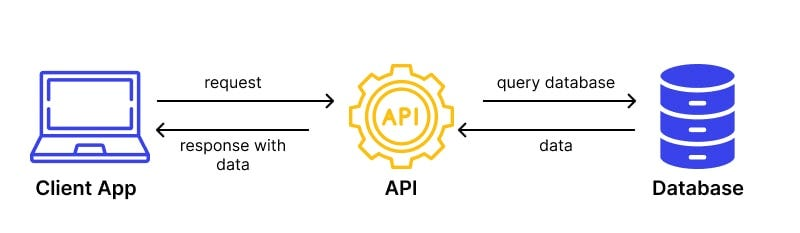 request
query database
API
response with
data
data
Client App
API
Database